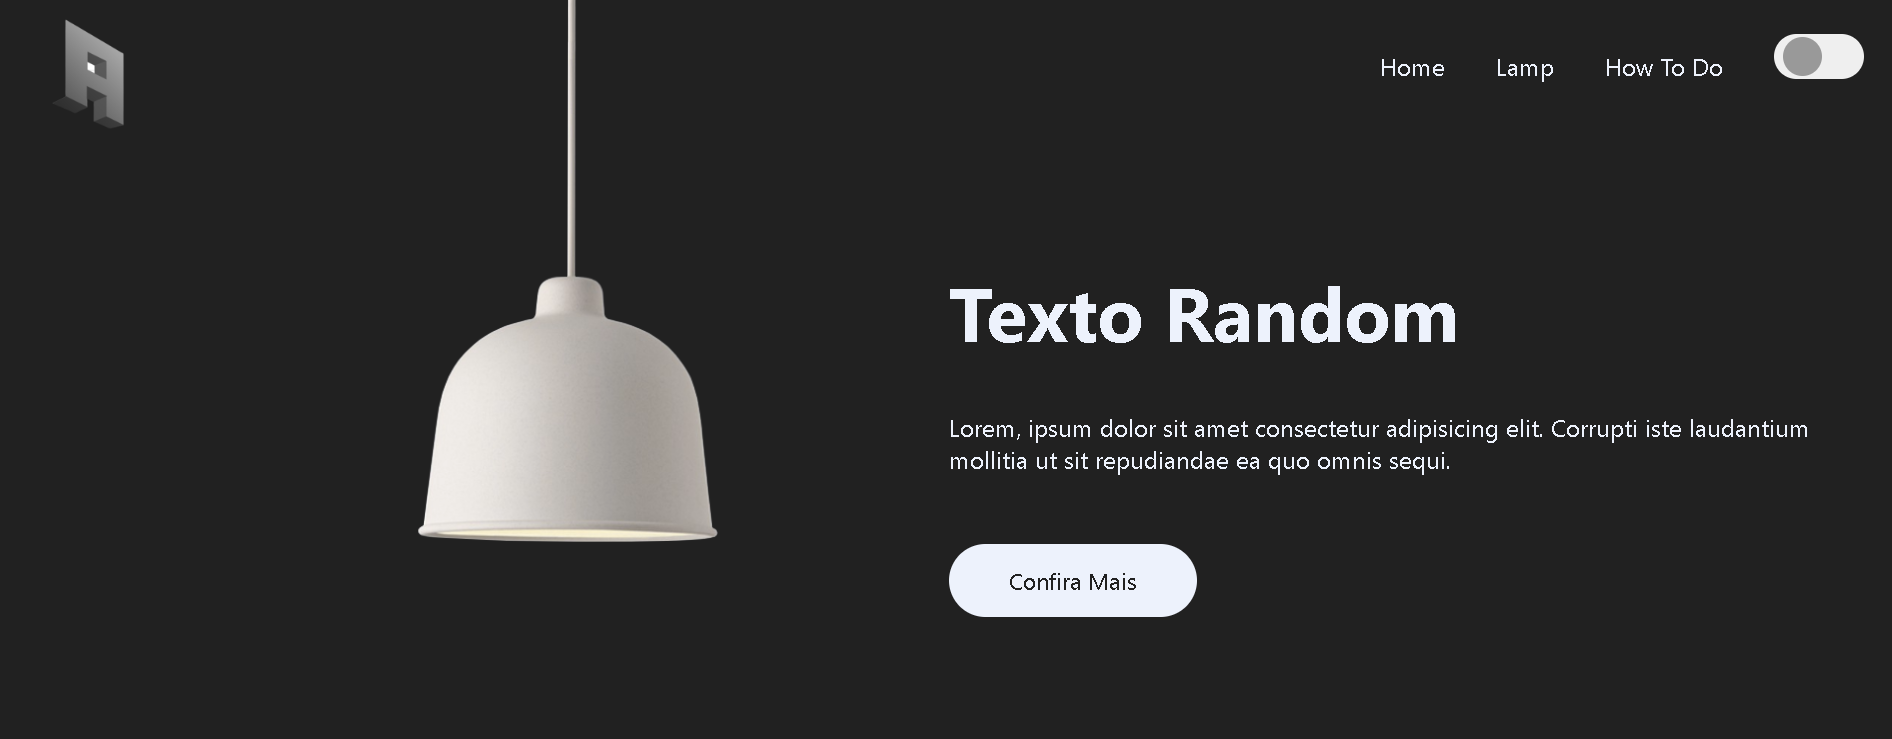 A
Home Lamp How To Do
Texto Random
Lorem, ipsum dolor sit amet consectetur adipisicing elit. Corrupti iste laudantium
mollitia ut sit repudiandae ea quo omnis sequi.
Confira Mais